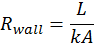 R_wall = L/kA